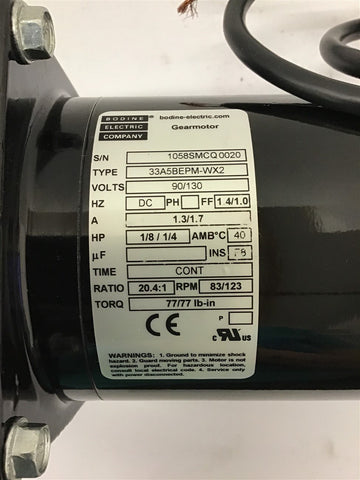 BODINE ® bodine-electric.com
ELECTRIC Gearmotor
COMPANY
S/N 1058SMCQ0020
TYPE 33A5BEPM-WX2
VOLTS 90/130
HZ DC PH FF 1.4/1.0
A 1.3/1.7
HP 1/8 / 1/4 AMB°C 40
µF INS
TIME CONT
RATIO 20.4:1 RPM 83/123
TORQ 77/77 lb-in
P
CE c RU US
WARNINGS: 1. Ground to minimize shock
hazard. 2. Guard moving parts. 3. Motor is not
explosion proof. For hazardous location,
consult local electrical code. 4. Service only
with power disconnected.